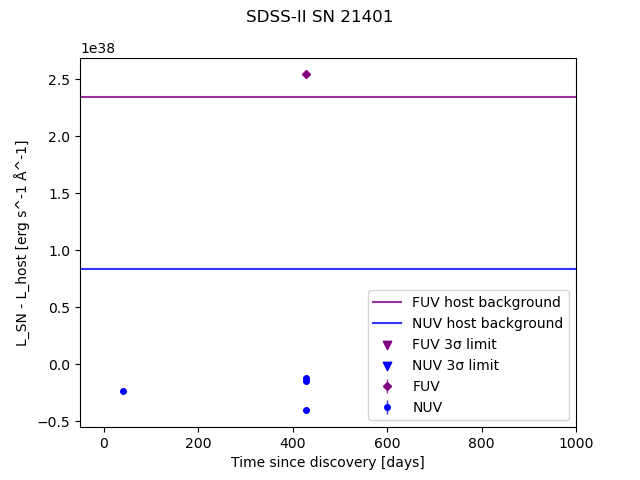 SDSS-II SN 21401
1e38
2.5
2.0
1.5
1.0
0.5
0.0
−0.5
L_SN - L_host [erg s^-1 Å^-1]
FUV host background
NUV host background
FUV 3σ limit
NUV 3σ limit
FUV
NUV
0 200 400 600 800 1000
Time since discovery [days]